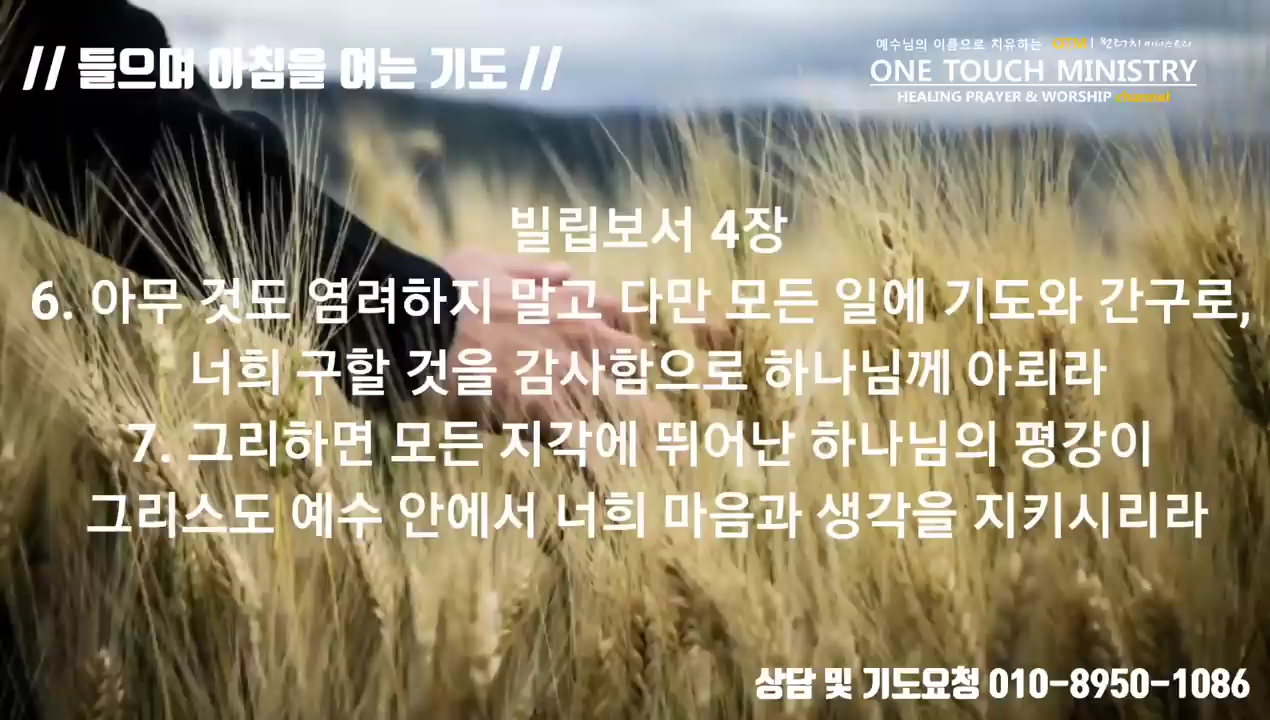 // 들으며 아침을 여는 기도 //
예수님의 이름으로 치유하는 OTM | 원터치 미니스트리
ONE TOUCH MINISTRY
HEALING PRAYER & WORSHIP channel
빌립보서 4장
6. 아무 것도 염려하지 말고 다만 모든 일에 기도와 간구로,
너희 구할 것을 감사함으로 하나님께 아뢰라
7. 그리하면 모든 지각에 뛰어난 하나님의 평강이
그리스도 예수 안에서 너희 마음과 생각을 지키시리라
상담 및 기도요청 010-8950-1086